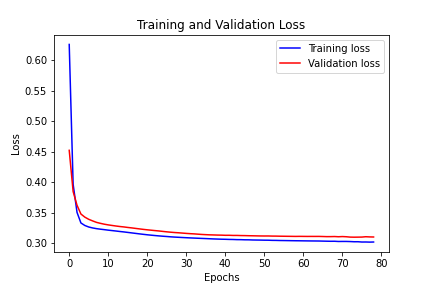 Training and Validation Loss
Training loss
Validation loss
Loss
0.60
0.55
0.50
0.45
0.40
0.35
0.30
0 10 20 30 40 50 60 70 80
Epochs